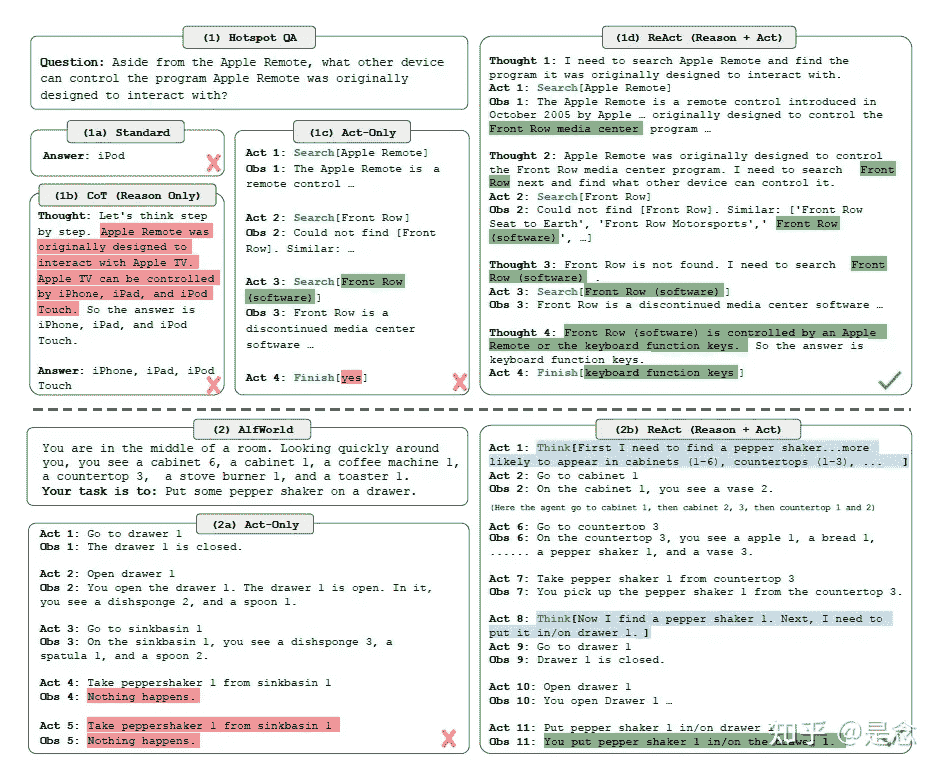 (1) Hotspot QA
Question: Aside from the Apple Remote, what other device
can control the program Apple Remote was originally
designed to interact with?
(1a) Standard
Answer: iPod
(1b) CoT (Reason Only)
Thought: Let's think step
by step. Apple Remote was
originally designed to
interact with Apple TV.
Apple TV can be controlled
by iPhone, iPad, and iPod
Touch. So the answer is
iPhone, iPad, and iPod
Touch.
Answer: iPhone, iPad, iPod
Touch
(1c) Act-Only
Act 1: Search[Apple Remote]
Obs 1: The Apple Remote is a
remote control …
Act 2: Search[Front Row]
Obs 2: Could not find [Front
Row]. Similar: …
Act 3: Search[Front Row
(software)]
Obs 3: Front Row is a
discontinued media center
software …
Act 4: Finish[yes]
(1d) ReAct (Reason + Act)
Thought 1: I need to search Apple Remote and find the
program it was originally designed to interact with.
Act 1: Search[Apple Remote]
Obs 1: The Apple Remote is a remote control introduced in
October 2005 by Apple … originally designed to control the
Front Row media center program …
Thought 2: Apple Remote was originally designed to control
the Front Row media center program. I need to search Front
Row next and find what other device can control it.
Act 2: Search[Front Row]
Obs 2: Could not find [Front Row]. Similar: ['Front Row
Seat to Earth', 'Front Row Motorsports',' Front Row
(software)', …]
Thought 3: Front Row is not found. I need to search Front
Row (software) .
Act 3: Search[Front Row (software)]
Obs 3: Front Row is a discontinued media center software …
Thought 4: Front Row (software) is controlled by an Apple
Remote or the keyboard function keys. So the answer is
keyboard function keys.
Act 4: Finish[keyboard function keys]
(2) AlfWorld
You are in the middle of a room. Looking quickly around
you, you see a cabinet 6, a cabinet 1, a coffee machine 1,
a countertop 3, a stove burner 1, and a toaster 1.
Your task is to: Put some pepper shaker on a drawer.
(2a) Act-Only
Act 1: Go to drawer 1
Obs 1: The drawer 1 is closed.
Act 2: Open drawer 1
Obs 2: You open the drawer 1. The drawer 1 is open. In it,
you see a dishsponge 2, and a spoon 1.
Act 3: Go to sinkbasin 1
Obs 3: On the sinkbasin 1, you see a dishsponge 3, a
spatula 1, and a spoon 2.
Act 4: Take peppershaker 1 from sinkbasin 1
Obs 4: Nothing happens.
Act 5: Take peppershaker 1 from sinkbasin 1
Obs 5: Nothing happens.
(2b) ReAct (Reason + Act)
Act 1: Think[First I need to find a pepper shaker...more
likely to appear in cabinets (1-6), countertops (1-3), ... ]
Act 2: Go to cabinet 1
Obs 2: On the cabinet 1, you see a vase 2.
(Here the agent go to cabinet 1, then cabinet 2, 3, then countertop 1 and 2)
Act 6: Go to countertop 3
Obs 6: On the countertop 3, you see a apple 1, a bread 1,
...... a pepper shaker 1, and a vase 3.
Act 7: Take pepper shaker 1 from countertop 3
Obs 7: You pick up the pepper shaker 1 from the countertop 3.
Act 8: Think[Now I find a pepper shaker 1. Next, I need to
put it in/on drawer 1. ]
Act 9: Go to drawer 1
Obs 9: Drawer 1 is closed.
Act 10: Open drawer 1
Obs 10: You open Drawer 1 …
Act 11: Put pepper shaker 1 in/on drawer
Obs 11: You put pepper shaker 1 in/on the drawer 1.
知乎 @是念